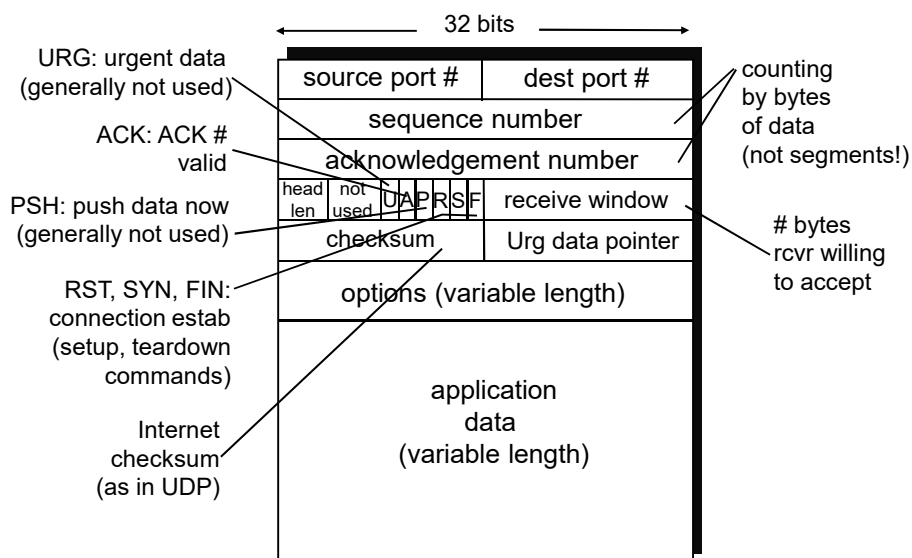 32 bits
URG: urgent data
(generally not used)
ACK: ACK #
valid
PSH: push data now
(generally not used)
RST, SYN, FIN:
connection estab
(setup, teardown
commands)
Internet
checksum
(as in UDP)
source port #
dest port #
sequence number
acknowledgement number
head
len
not
used
U A P R S F
receive window
checksum
Urg data pointer
options (variable length)
application
data
(variable length)
counting
by bytes
of data
(not segments!)
# bytes
rcvr willing
to accept